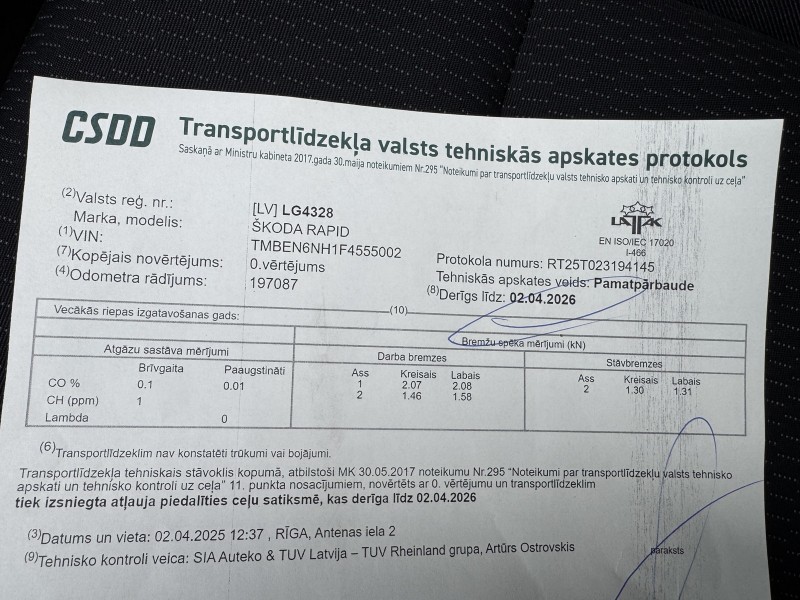 CSDD Transportlīdzekļa valsts tehniskās apskates protokols
Saskaņā ar Ministru kabineta 2017.gada 30.maija noteikumiem Nr.295 "Noteikumi par transportlīdzekļu valsts tehnisko apskati un tehnisko kontroli uz ceļa"
(2)Valsts reģ. nr.: [LV] LG4328
Marka, modelis: ŠKODA RAPID
(1)VIN: TMBEN6NH1F4555002
(7)Kopējais novērtējums: 0.vērtējums
(4)Odometra rādījums: 197087
LATAK
EN ISO/IEC 17020
I-466
Protokola numurs: RT25T023194145
Tehniskās apskates veids: Pamatpārbaude
(8)Derīgs līdz: 02.04.2026
Vecākās riepas izgatavošanas gads: (10)
Bremžu spēka mērījumi (kN)
Atgāzu sastāva mērījumi Darba bremzes Stāvbremzes
Brīvgaita Paaugstināti Ass Kreisais Labais Ass Kreisais Labais
CO % 0.1 0.01 1 2.07 2.08 2 1.30 1.31
CH (ppm) 1 2 1.46 1.58
Lambda 0
(6)Transportlīdzeklim nav konstatēti trūkumi vai bojājumi.
Transportlīdzekļa tehniskais stāvoklis kopumā, atbilstoši MK 30.05.2017 noteikumu Nr.295 "Noteikumi par transportlīdzekļu valsts tehnisko
apskati un tehnisko kontroli uz ceļa" 11. punkta nosacījumiem, novērtēts ar 0. vērtējumu un transportlīdzeklim
tiek izsniegta atļauja piedalīties ceļu satiksmē, kas derīga līdz 02.04.2026
(3)Datums un vieta: 02.04.2025 12:37 , RĪGA, Antenas iela 2
(9)Tehnisko kontroli veica: SIA Auteko & TUV Latvija – TUV Rheinland grupa, Artūrs Ostrovskis
paraksts